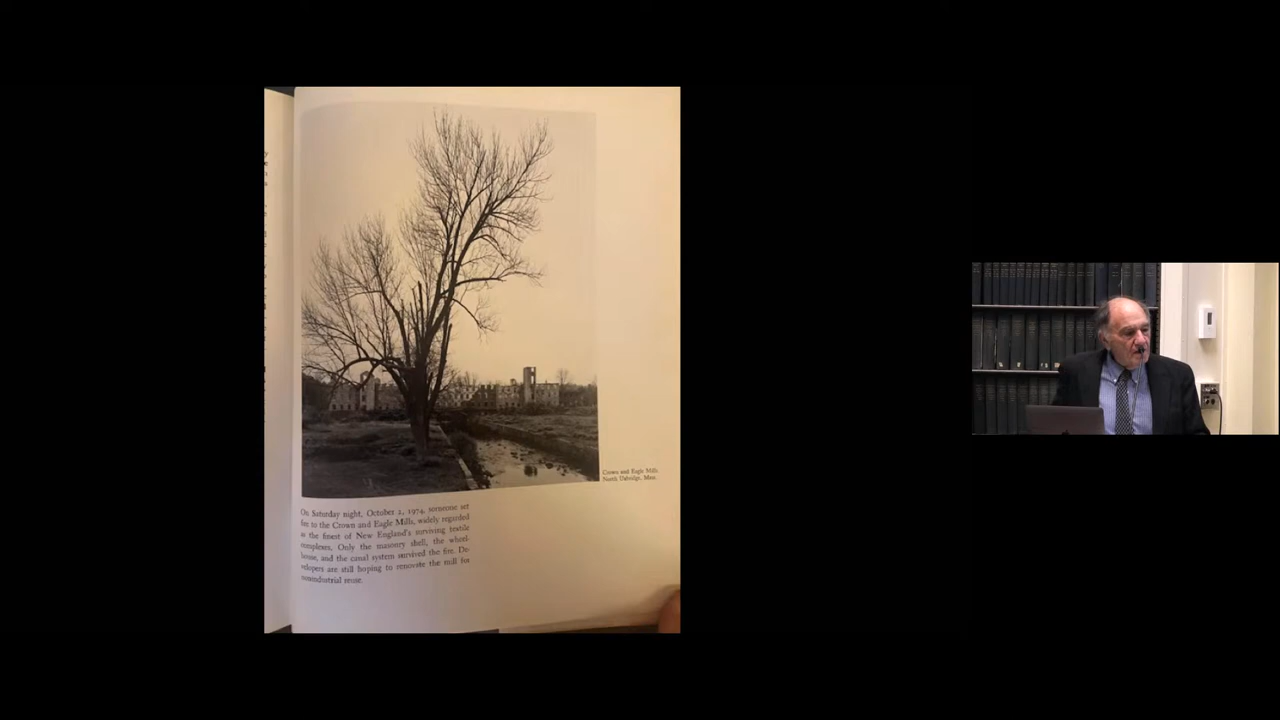 Crown and Eagle Mills.
North Uxbridge, Mass.
On Saturday night, October 2, 1974, someone set
fire to the Crown and Eagle Mills, widely regarded
as the finest of New England's surviving textile
complexes. Only the masonry shell, the wheel-
house, and the canal system survived the fire. De-
velopers are still hoping to renovate the mill for
nonindustrial reuse.